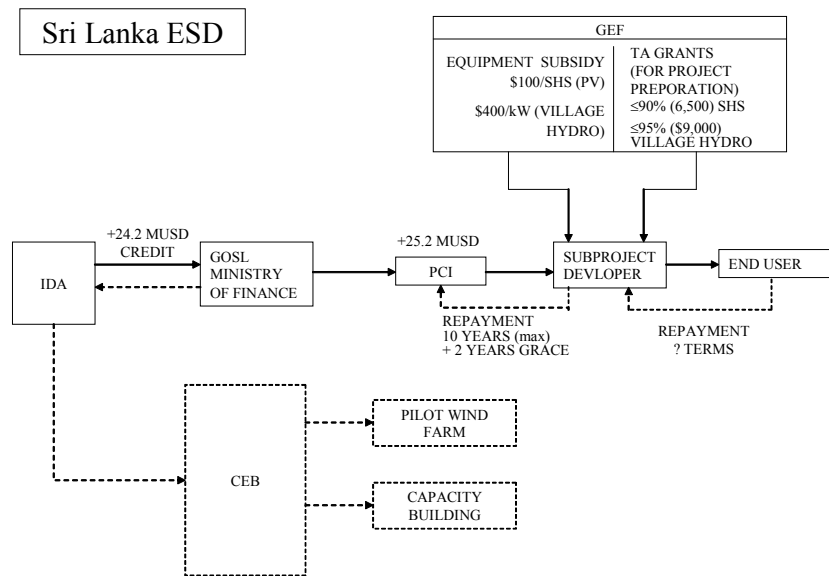 Sri Lanka ESD
GEF
EQUIPMENT SUBSIDY
$100/SHS (PV)
$400/kW (VILLAGE
HYDRO)
TA GRANTS
(FOR PROJECT
PREPORATION)
≤90% (6,500) SHS
≤95% ($9,000)
VILLAGE HYDRO
+24.2 MUSD
CREDIT
+25.2 MUSD
IDA
GOSL
MINISTRY
OF FINANCE
PCI
SUBPROJECT
DEVLOPER
END USER
REPAYMENT
10 YEARS (max)
+ 2 YEARS GRACE
REPAYMENT
? TERMS
CEB
PILOT WIND
FARM
CAPACITY
BUILDING